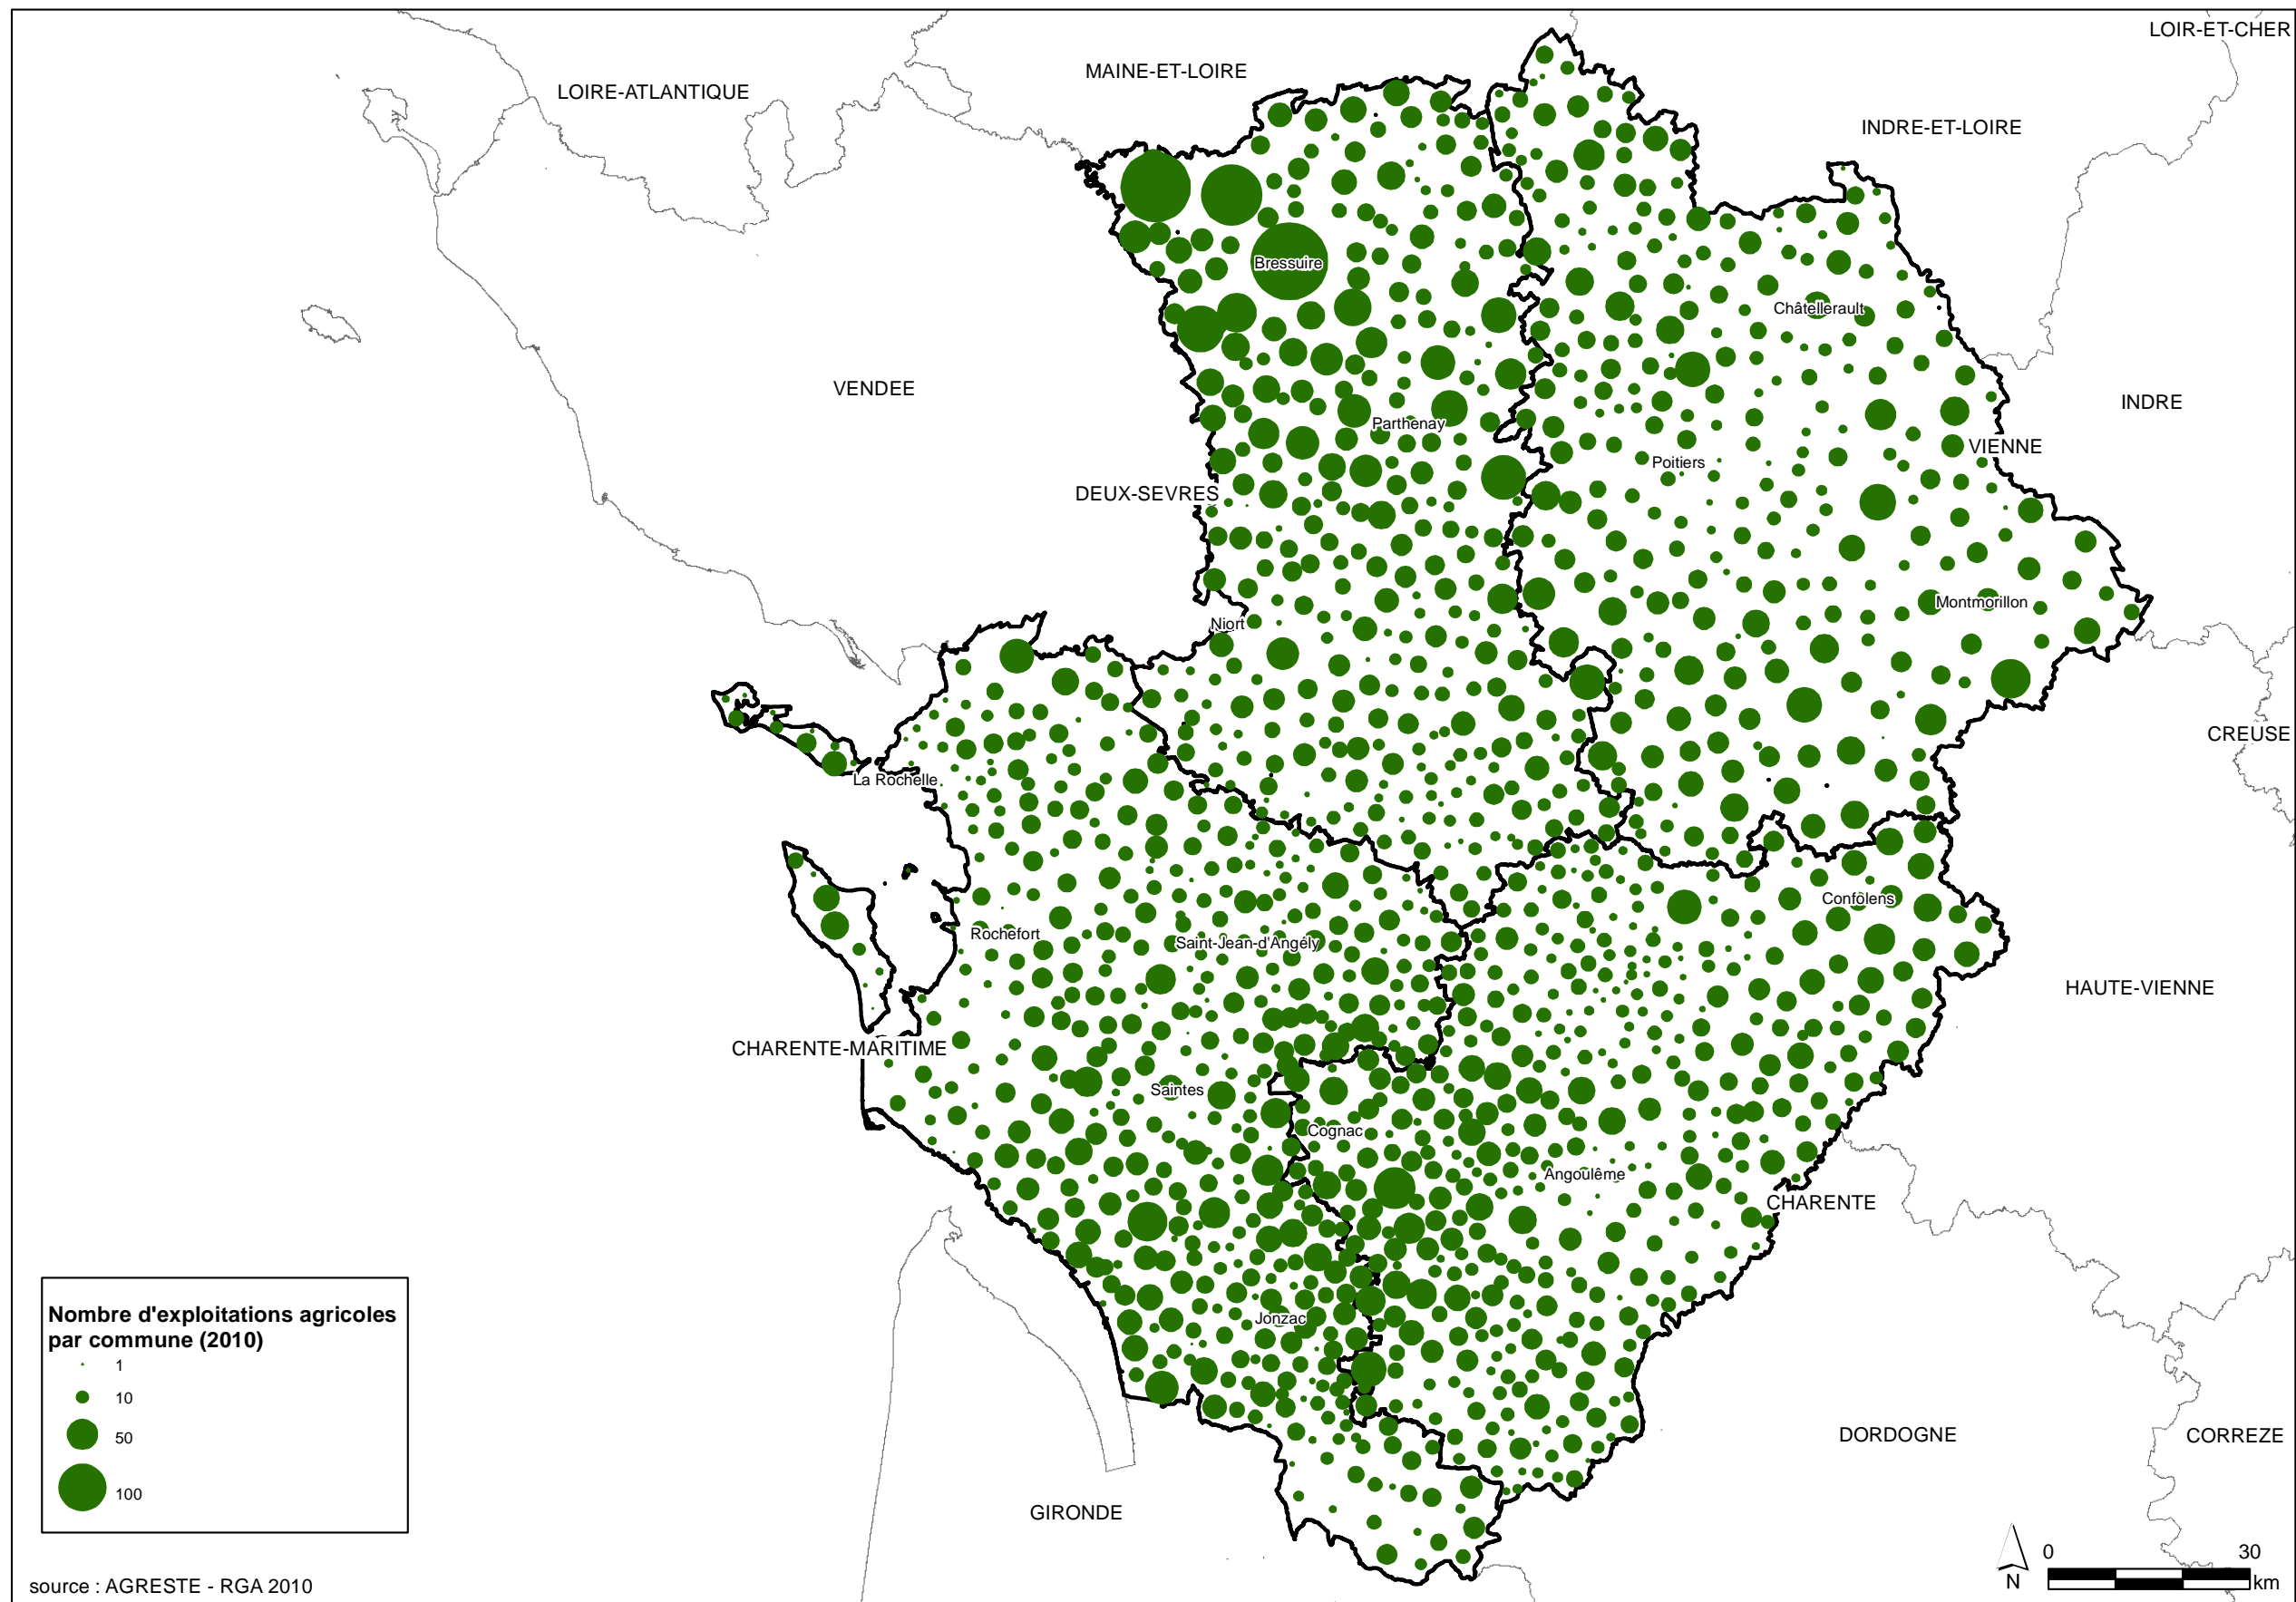 LOIR-ET-CHER
MAINE-ET-LOIRE
LOIRE-ATLANTIQUE
INDRE-ET-LOIRE
Bressuire
Châtellerault
VENDEE
INDRE
Parthenay
VIENNE
Poitiers
DEUX-SEVRES
Montmorillon
Niort
CREUSE
La Rochelle
Confolens
Rochefort
Saint-Jean-d'Angély
HAUTE-VIENNE
CHARENTE-MARITIME
Saintes
Cognac
Angoulême
CHARENTE
Jonzac
Nombre d'exploitations agricoles
par commune (2010)
1
10
50
100
DORDOGNE
CORREZE
GIRONDE
0 30
km
N
source : AGRESTE - RGA 2010